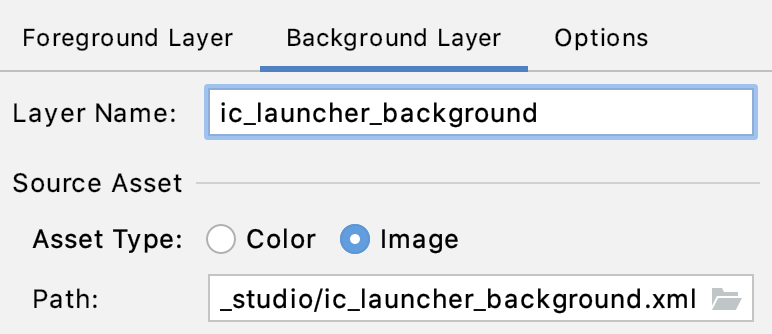 Foreground Layer Background Layer Options
Layer Name: ic_launcher_background
Source Asset
Asset Type: Color Image
Path: _studio/ic_launcher_background.xml